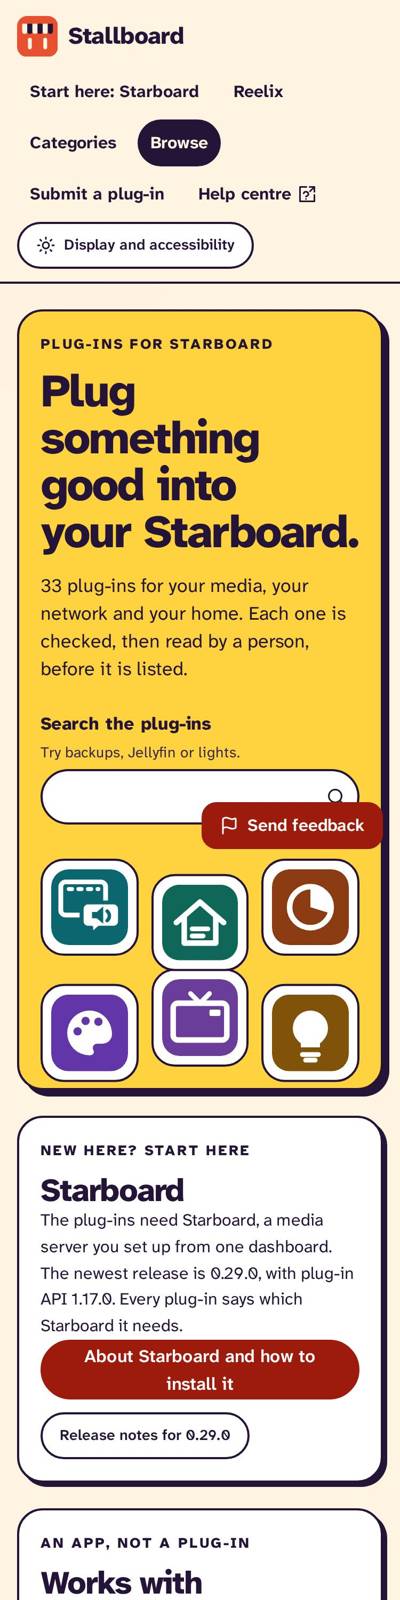 Stallboard
Start here: Starboard Reelix
Categories Browse
Submit a plug-in Help centre
Display and accessibility
PLUG-INS FOR STARBOARD
Plug
something
good into
your Starboard.
33 plug-ins for your media, your
network and your home. Each one is
checked, then read by a person,
before it is listed.
Search the plug-ins
Try backups, Jellyfin or lights.
Send feedback
NEW HERE? START HERE
Starboard
The plug-ins need Starboard, a media
server you set up from one dashboard.
The newest release is 0.29.0, with plug-in
API 1.17.0. Every plug-in says which
Starboard it needs.
About Starboard and how to
install it
Release notes for 0.29.0
AN APP, NOT A PLUG-IN
Works with